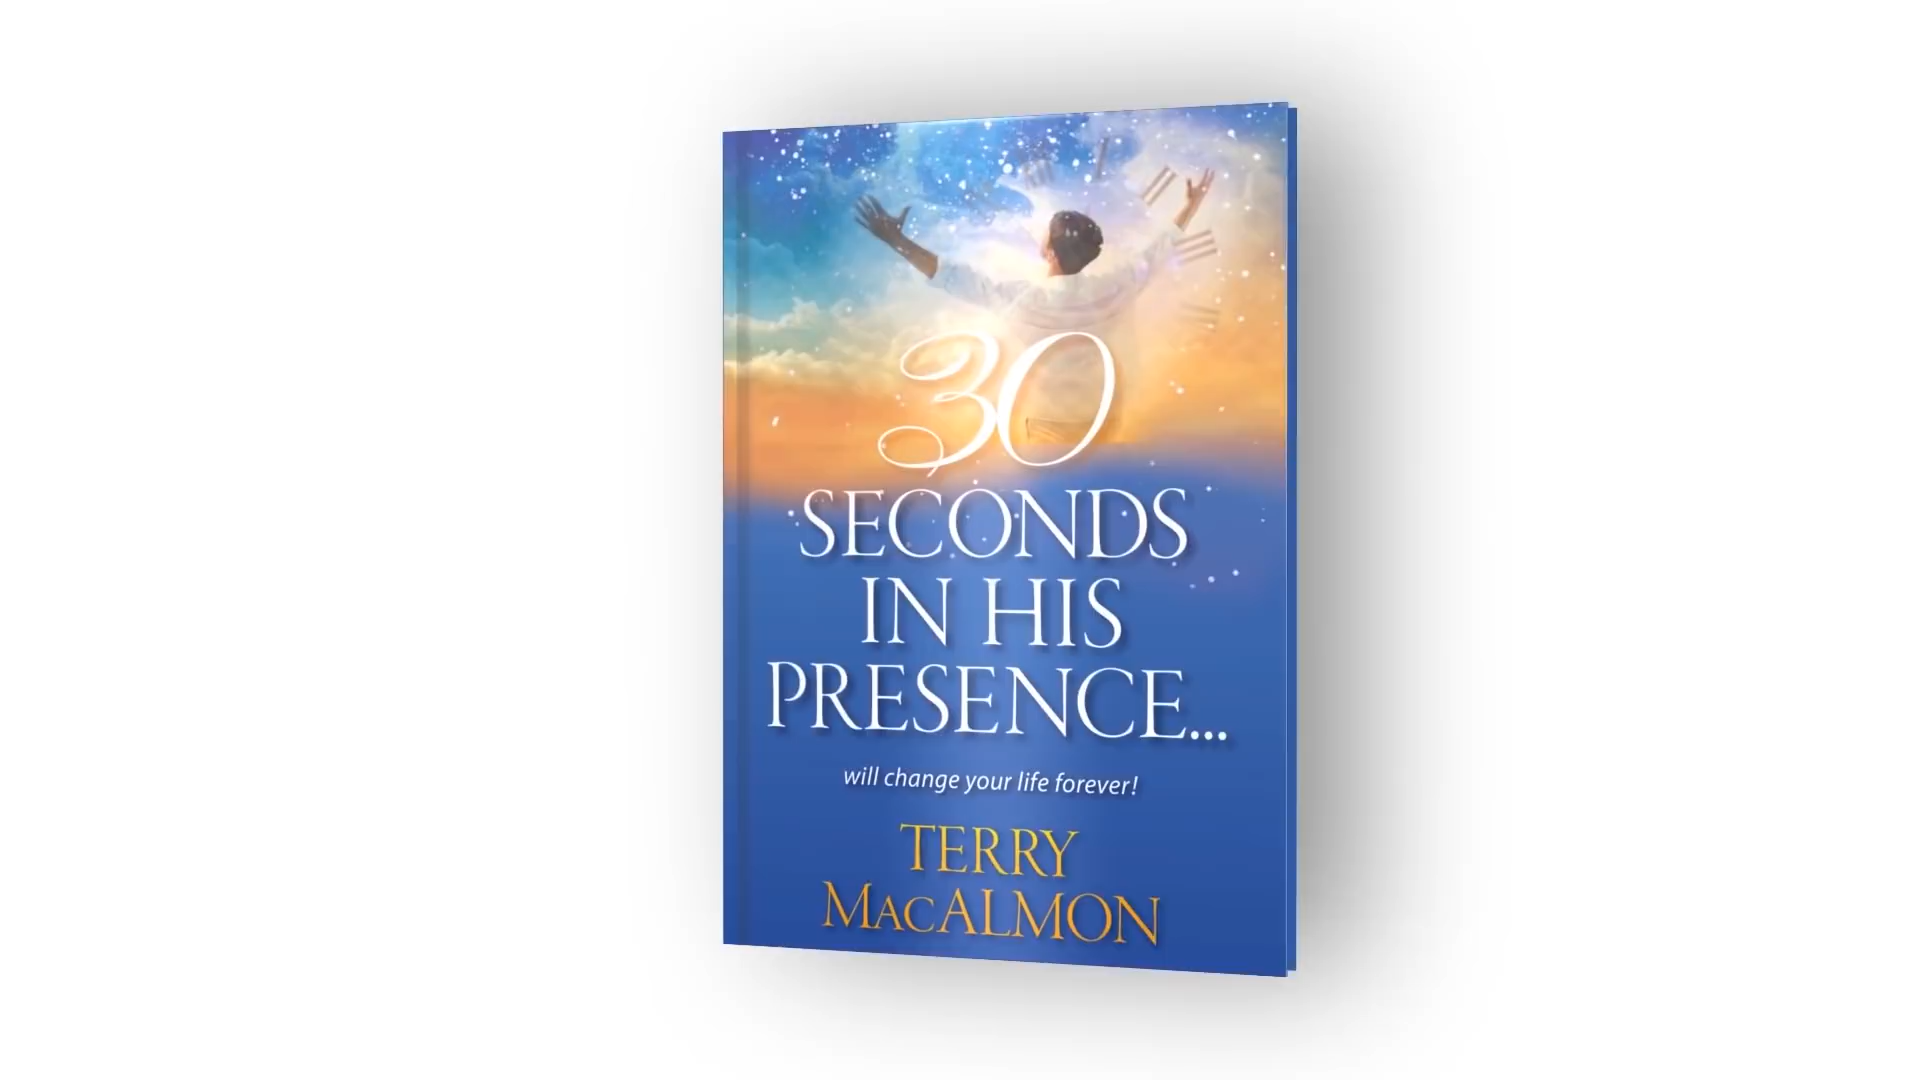 30
SECONDS
IN HIS
PRESENCE...
will change your life forever!
TERRY
MACALMON